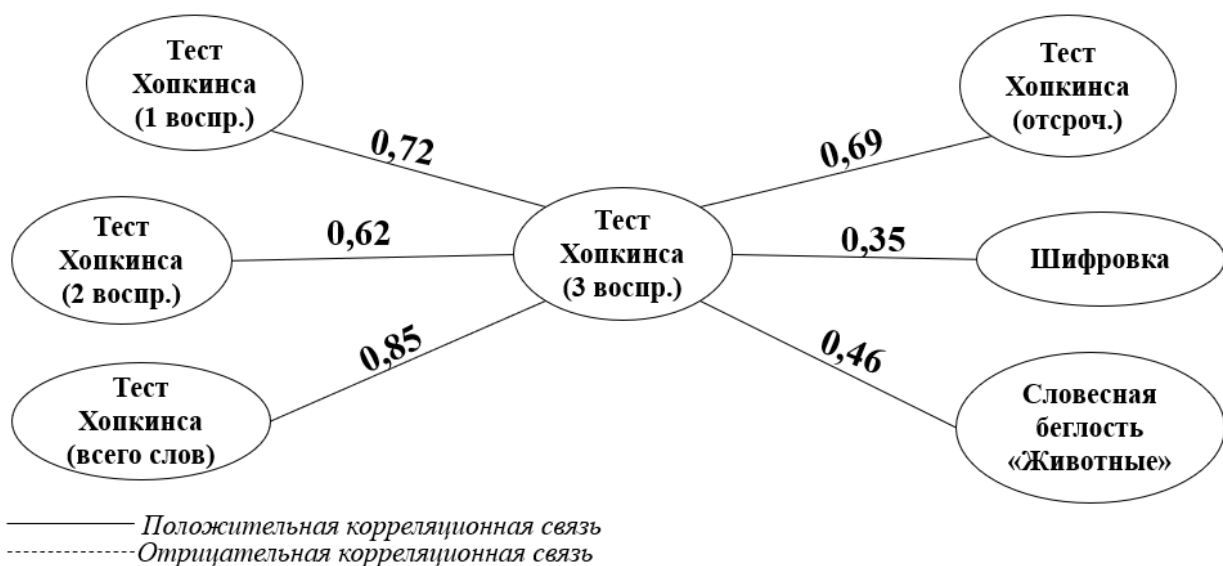 Тест
Хопкинса
(1 воспр.)
0,72
Тест
Хопкинса
(отсроч.)
0,69
Тест
Хопкинса
(2 воспр.)
0,62
Тест
Хопкинса
(3 воспр.)
0,35
Шифровка
Тест
Хопкинса
(всего слов)
0,85
0,46
Словесная
беглость
«Животные»
Положительная корреляционная связь
Отрицательная корреляционная связь